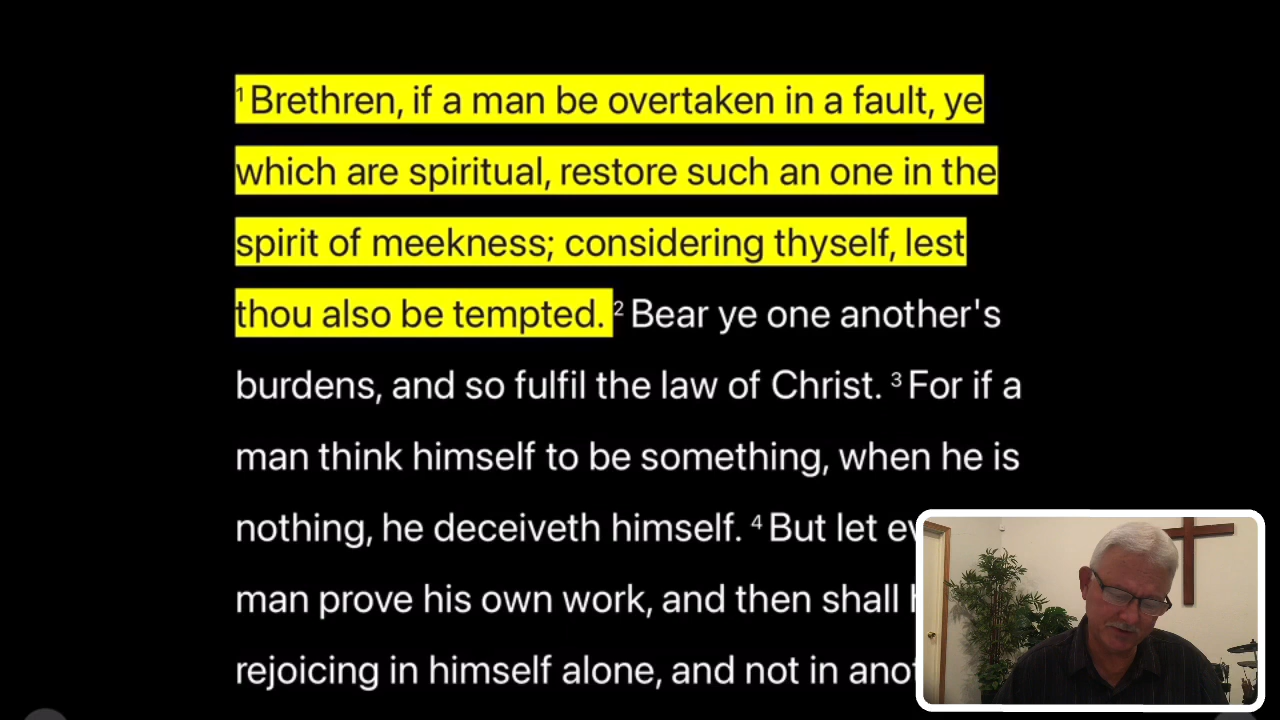 1 Brethren, if a man be overtaken in a fault, ye
which are spiritual, restore such an one in the
spirit of meekness; considering thyself, lest
thou also be tempted. 2 Bear ye one another's
burdens, and so fulfil the law of Christ. 3 For if a
man think himself to be something, when he is
nothing, he deceiveth himself. 4 But let
man prove his own work, and then shall
rejoicing in himself alone, and not in